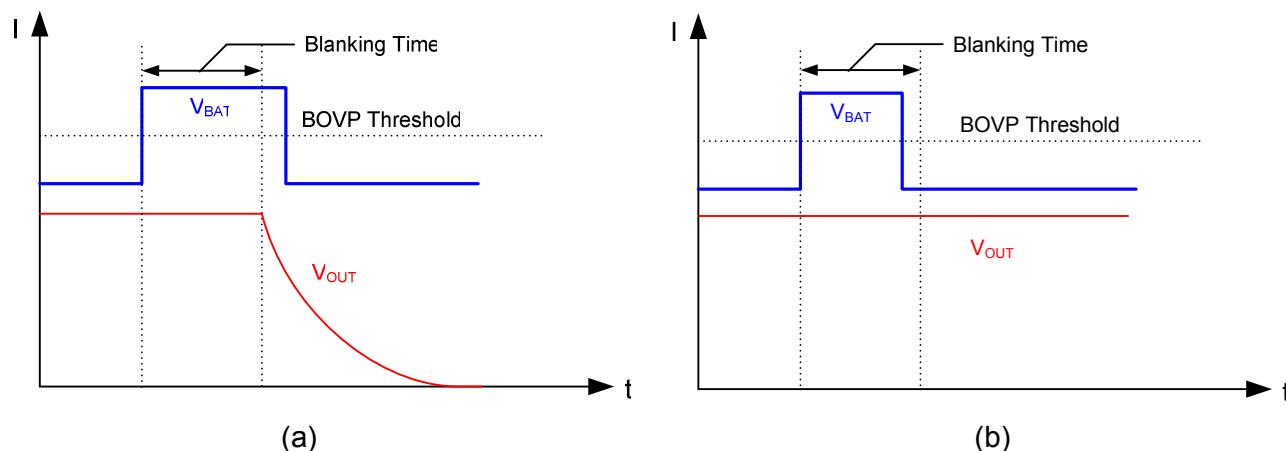 I
Blanking Time
VBAT
BOVP Threshold
VOUT
t
(a)
I
Blanking Time
VBAT
BOVP Threshold
VOUT
t
(b)